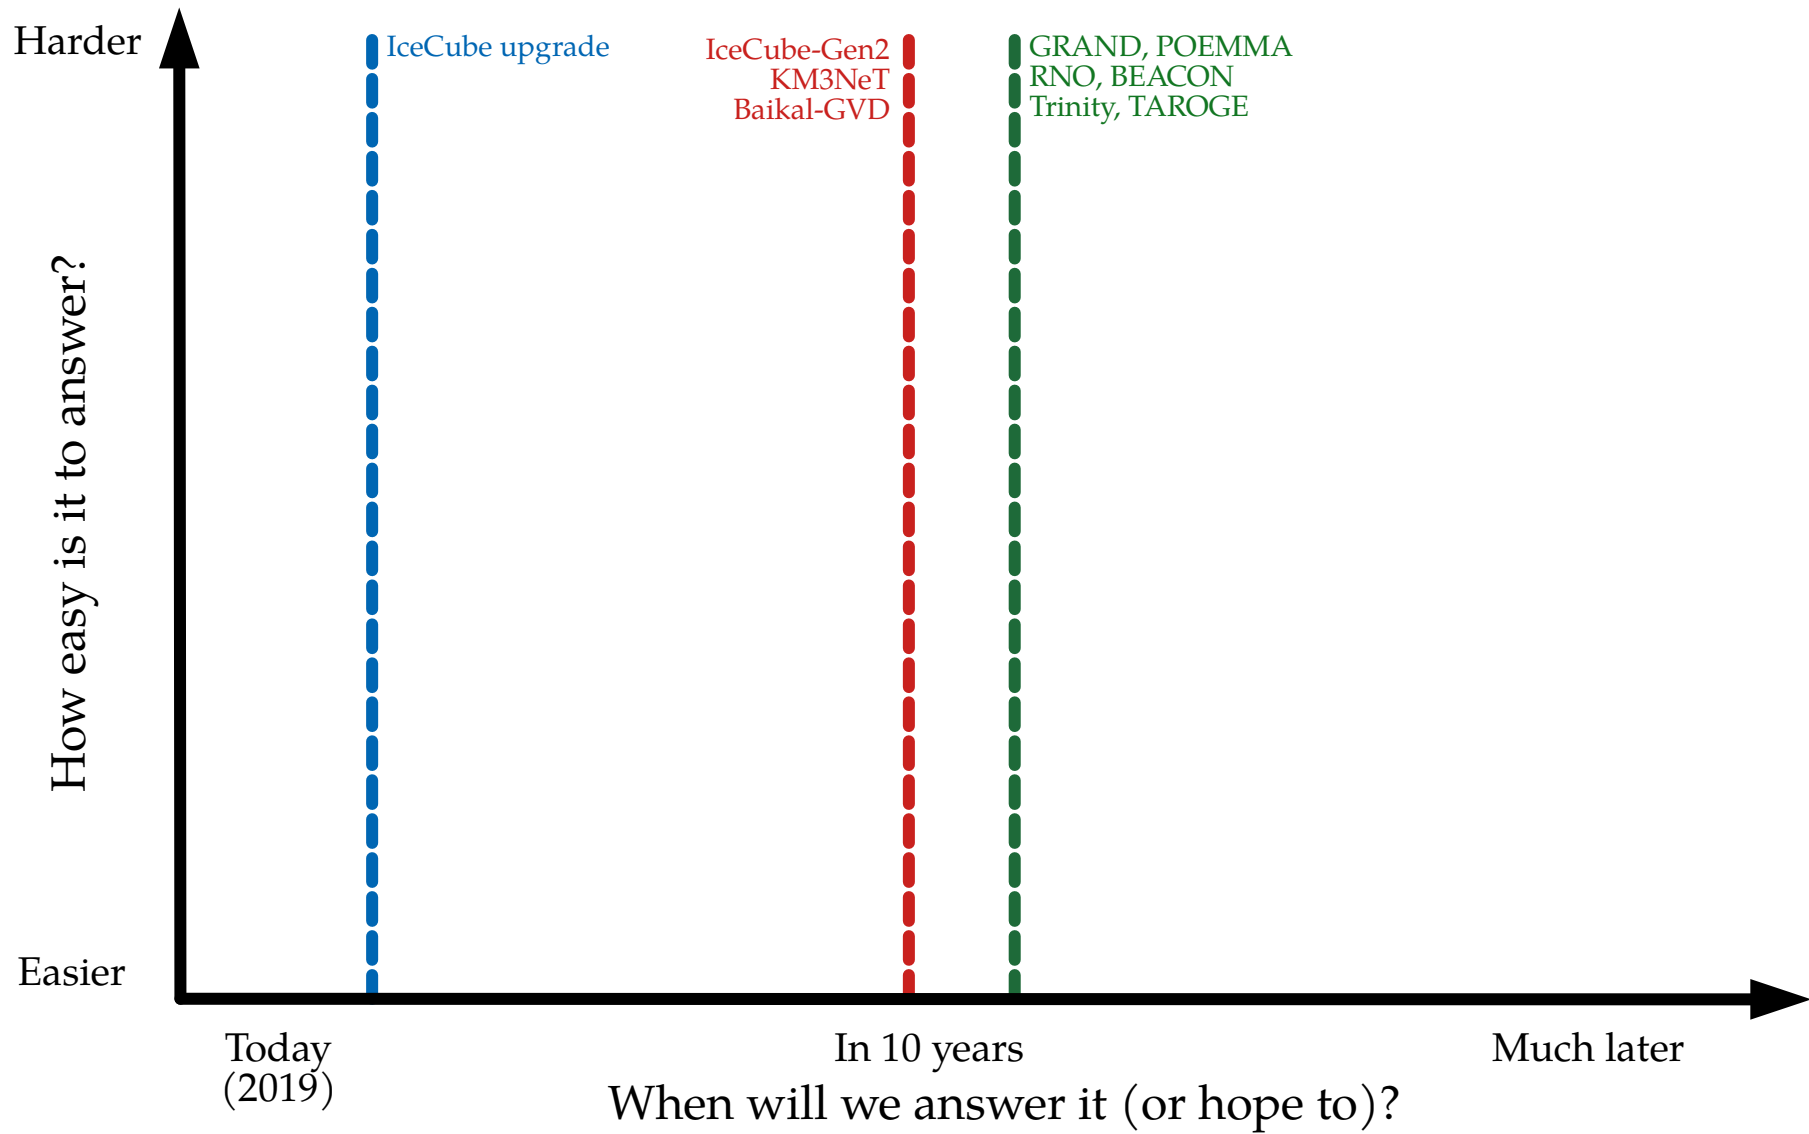 Harder
IceCube upgrade
IceCube-Gen2
KM3NeT
Baikal-GVD
GRAND, POEMMA
RNO, BEACON
Trinity, TAROGE
How easy is it to answer?
Easier
Today
(2019)
In 10 years
Much later
When will we answer it (or hope to)?